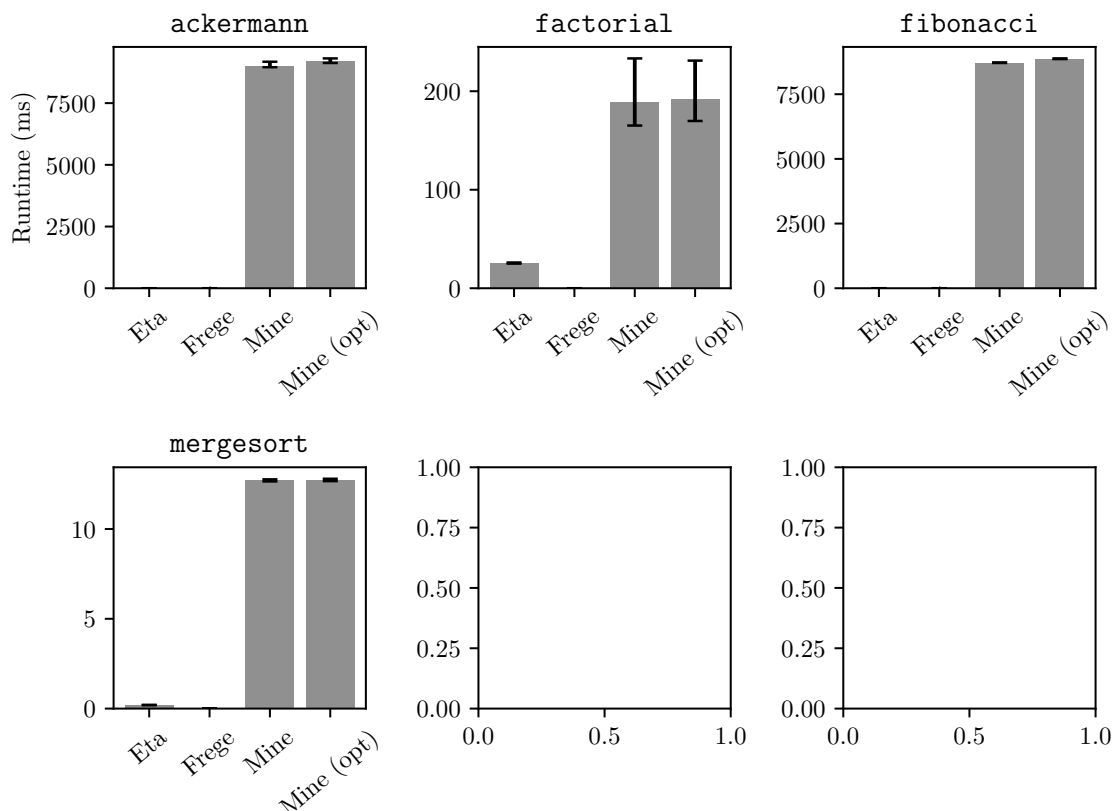 ackermann
Runtime (ms)
7500
5000
2500
0
Eta
Frege
Mine
Mine (opt)
factorial
200
100
0
Eta
Frege
Mine
Mine (opt)
fibonacci
7500
5000
2500
0
Eta
Frege
Mine
Mine (opt)
mergesort
10
5
0
Eta
Frege
Mine
Mine (opt)
1.00
0.75
0.50
0.25
0.00
0.0
0.5
1.0
1.00
0.75
0.50
0.25
0.00
0.0
0.5
1.0